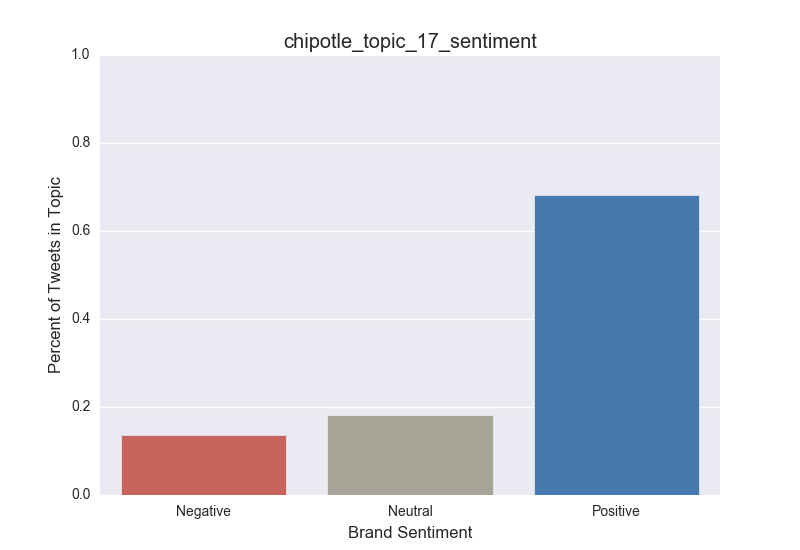 chipotle_topic_17_sentiment
1.0
0.8
0.6
0.4
0.2
0.0
Percent of Tweets in Topic
Negative
Neutral
Positive
Brand Sentiment